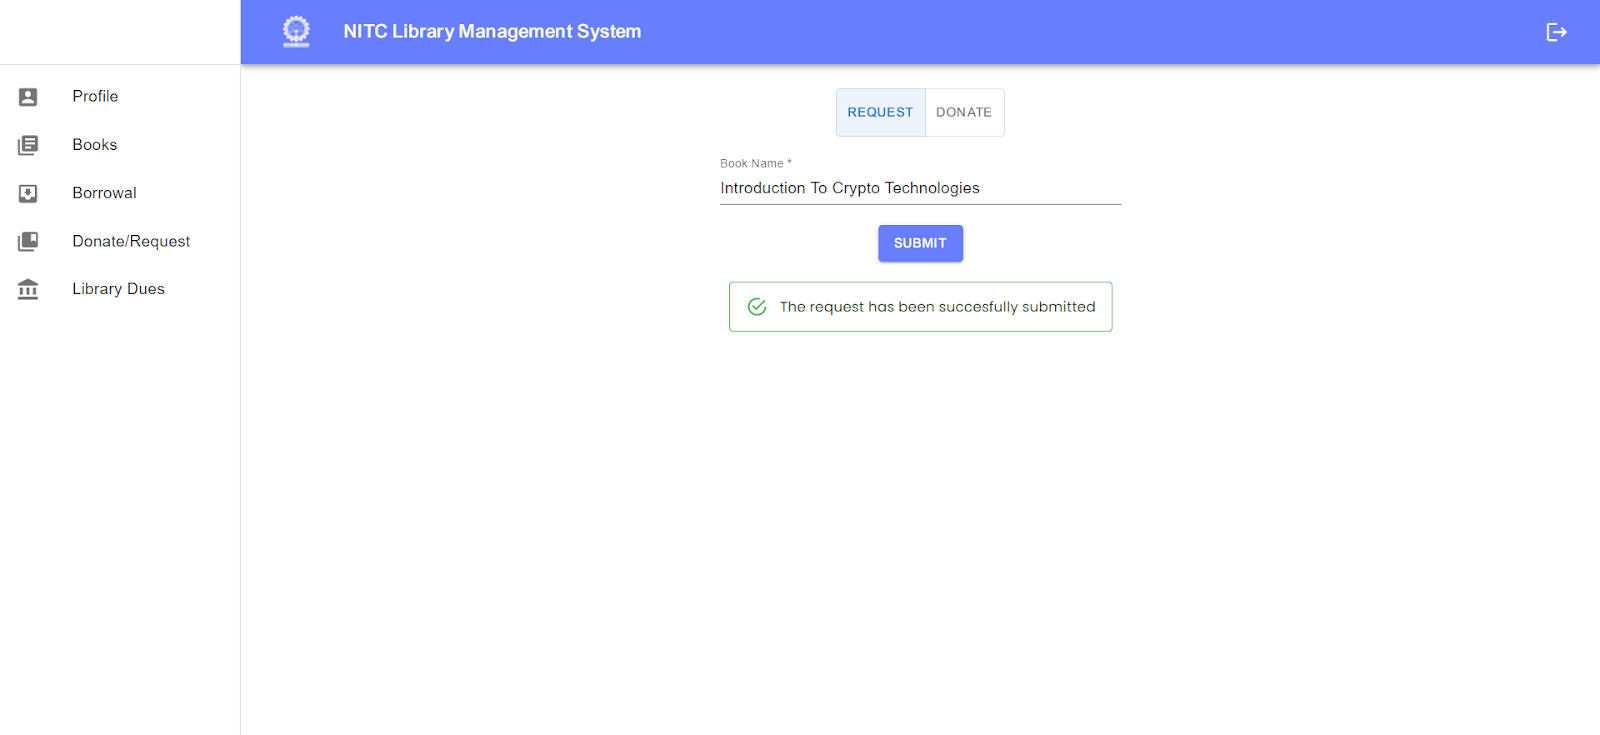 NITC Library Management System
Profile
Books
Borrowal
Donate/Request
Library Dues
REQUEST
DONATE
Book Name *
Introduction To Crypto Technologies
SUBMIT
The request has been succesfully submitted